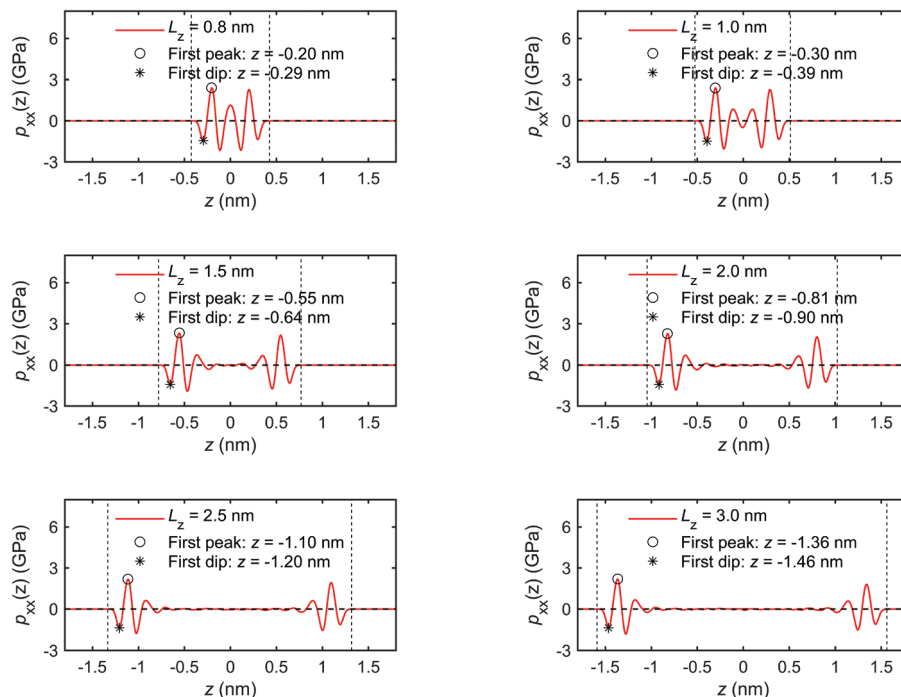 L_z = 0.8 nm
First peak: z = -0.20 nm
First dip: z = -0.29 nm
p_xx(z) (GPa)
6
3
0
-3
-1.5 -1 -0.5 0 0.5 1 1.5
z (nm)
L_z = 1.0 nm
First peak: z = -0.30 nm
First dip: z = -0.39 nm
p_xx(z) (GPa)
6
3
0
-3
-1.5 -1 -0.5 0 0.5 1 1.5
z (nm)
L_z = 1.5 nm
First peak: z = -0.55 nm
First dip: z = -0.64 nm
p_xx(z) (GPa)
6
3
0
-3
-1.5 -1 -0.5 0 0.5 1 1.5
z (nm)
L_z = 2.0 nm
First peak: z = -0.81 nm
First dip: z = -0.90 nm
p_xx(z) (GPa)
6
3
0
-3
-1.5 -1 -0.5 0 0.5 1 1.5
z (nm)
L_z = 2.5 nm
First peak: z = -1.10 nm
First dip: z = -1.20 nm
p_xx(z) (GPa)
6
3
0
-3
-1.5 -1 -0.5 0 0.5 1 1.5
z (nm)
L_z = 3.0 nm
First peak: z = -1.36 nm
First dip: z = -1.46 nm
p_xx(z) (GPa)
6
3
0
-3
-1.5 -1 -0.5 0 0.5 1 1.5
z (nm)